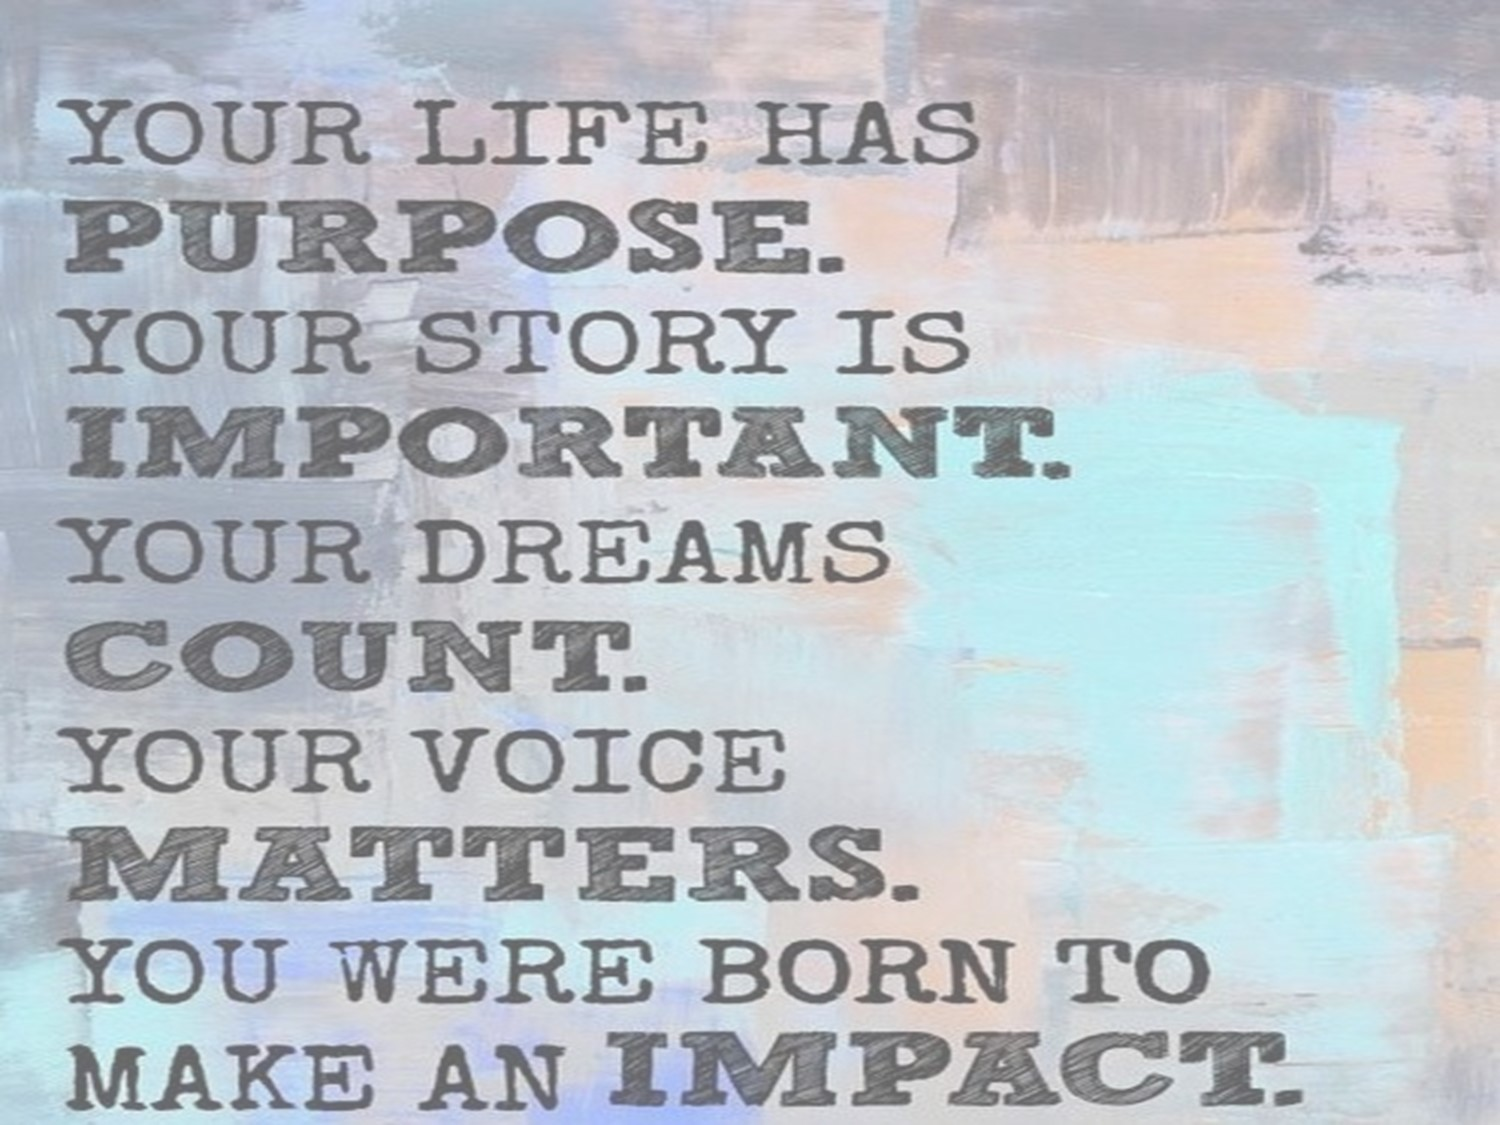 YOUR LIFE HAS
PURPOSE.
YOUR STORY IS
IMPORTANT.
YOUR DREAMS
COUNT.
YOUR VOICE
MATTERS.
YOU WERE BORN TO
MAKE AN IMPACT.